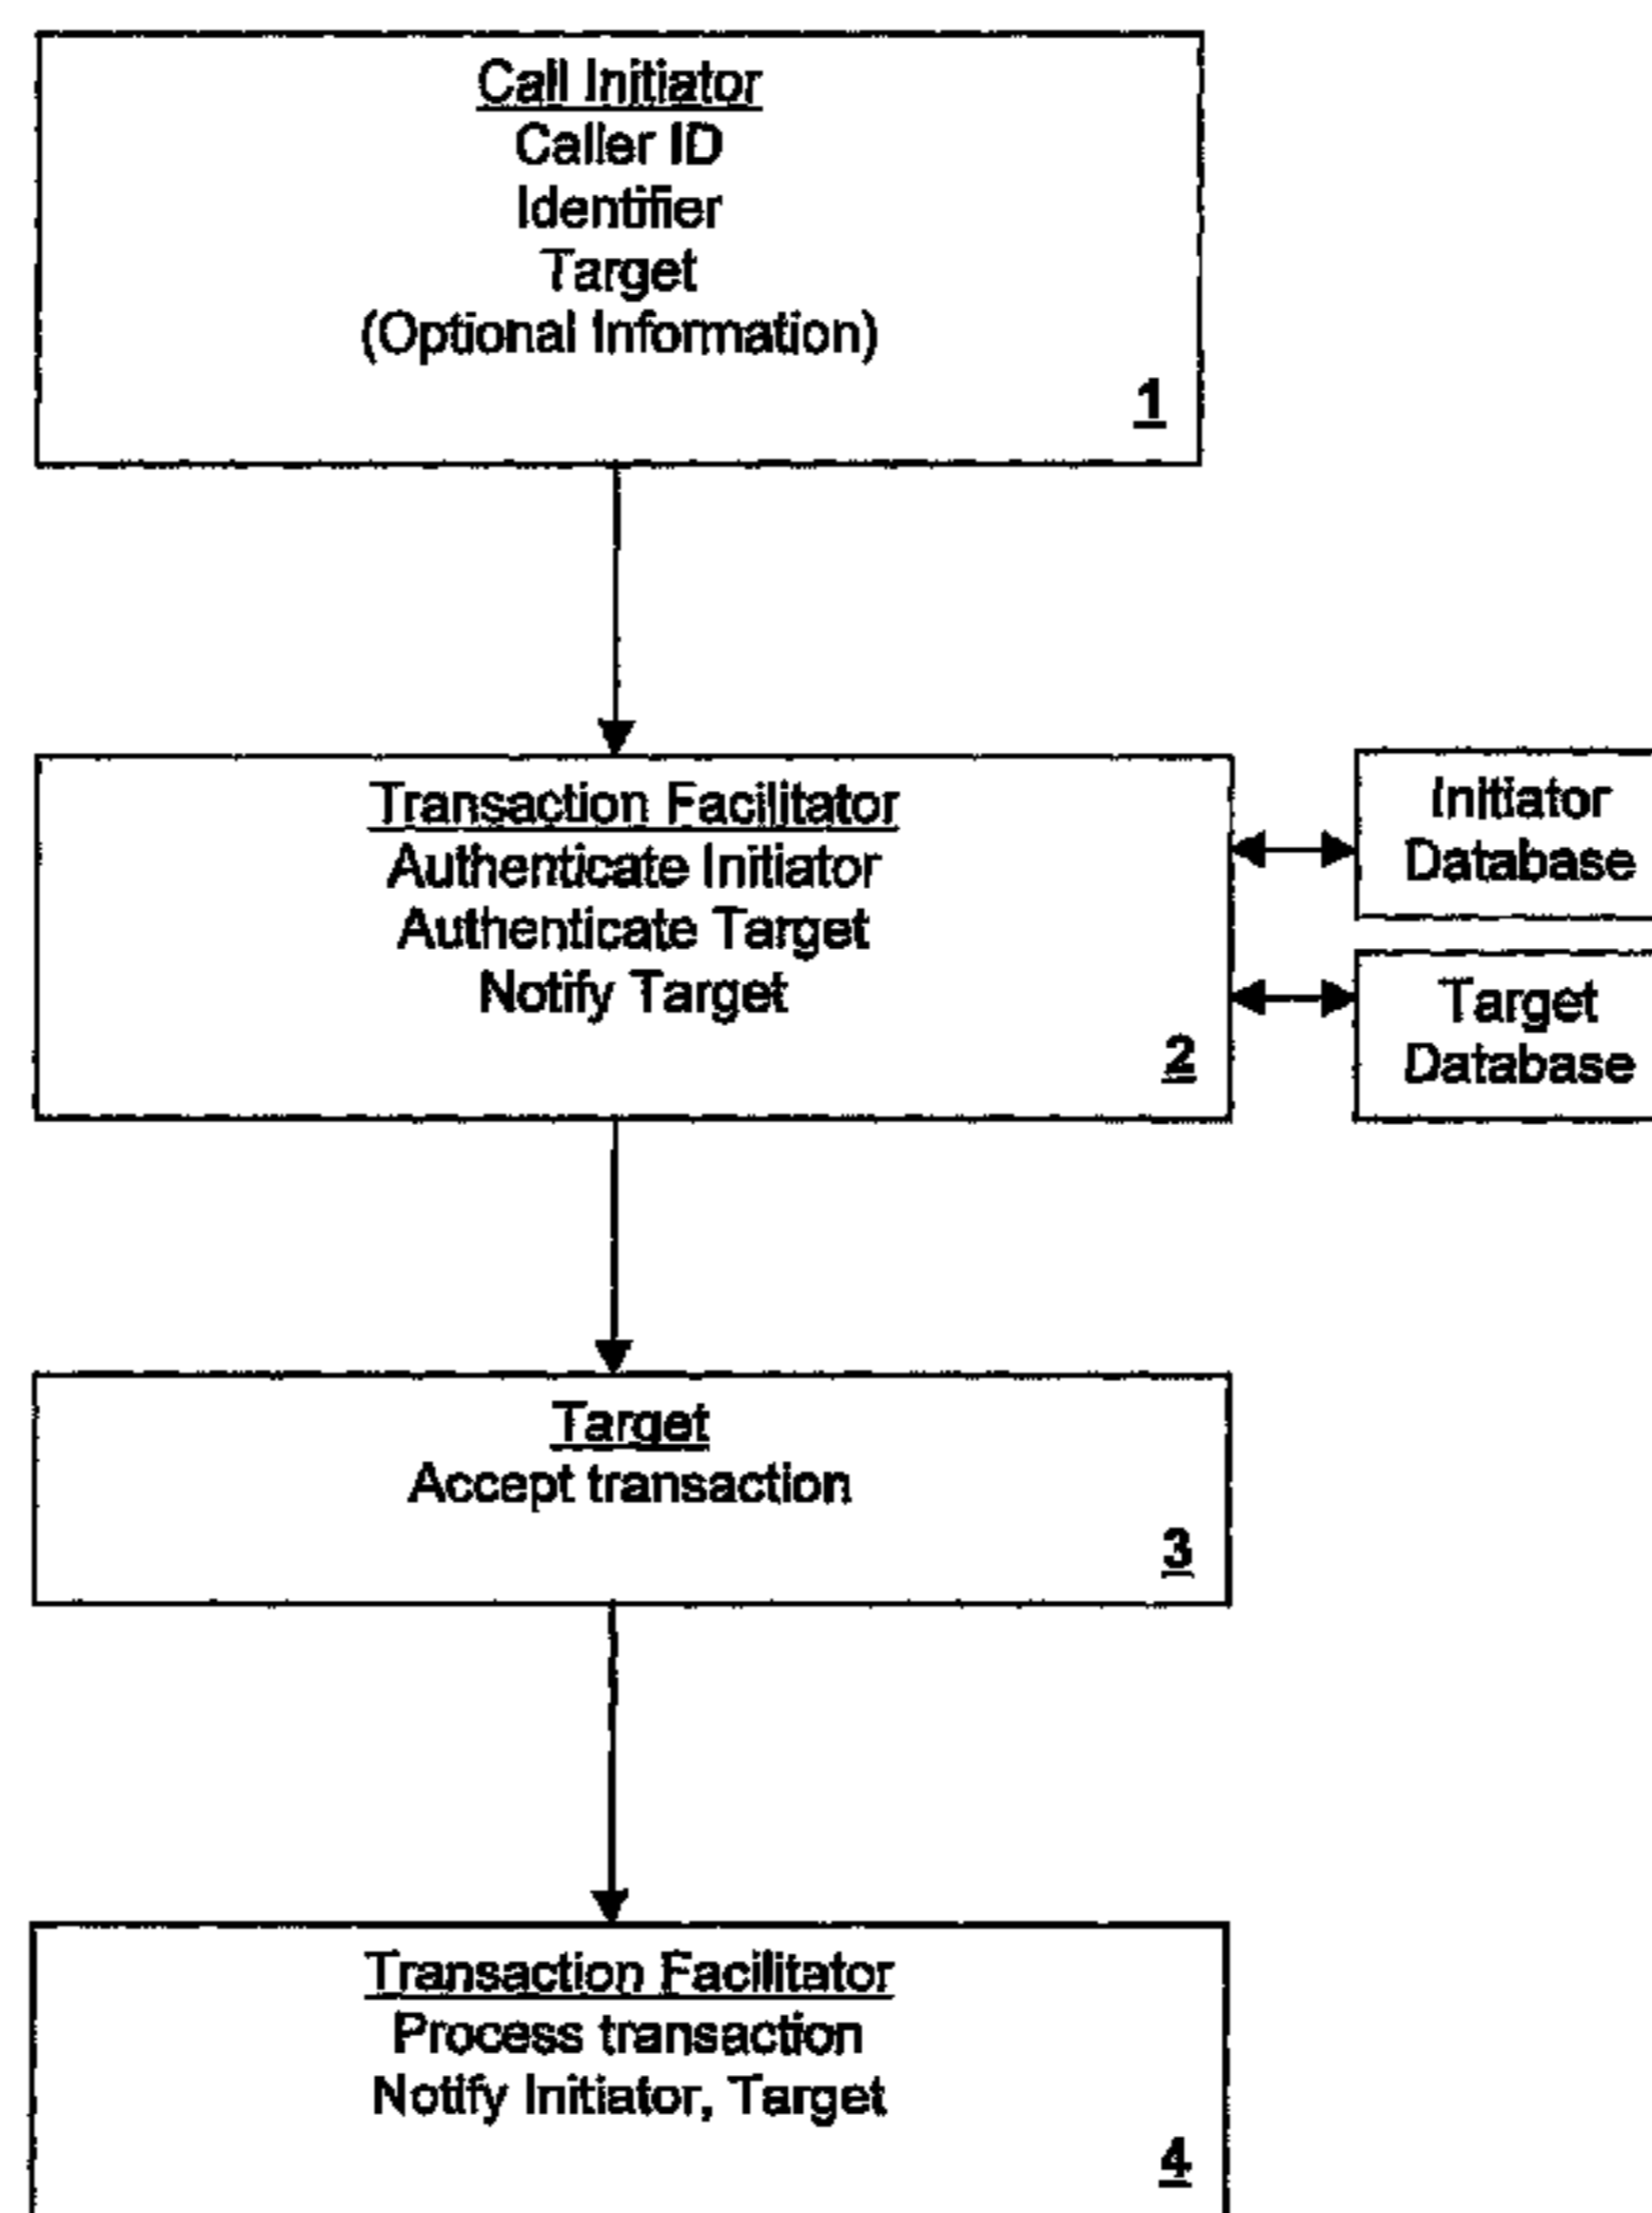 Call Initiator
Caller ID
Identifier
Target
(Optional Information)
1
Transaction Facilitator
Authenticate Initiator
Authenticate Target
Notify Target
2
Initiator
Database
Target
Database
Target
Accept transaction
3
Transaction Facilitator
Process transaction
Notify Initiator, Target
4